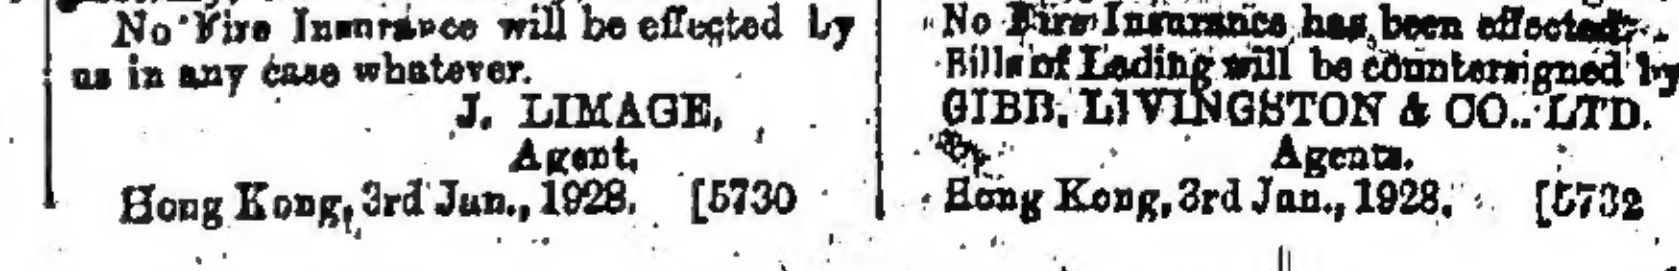 No Fire Insurance will be effected by
us in any case whatever.
J. LIMAGE,
Agent,
Hong Kong, 3rd Jan., 1928. [5730
No Fire Insurance has been effected.
Bills of Lading will be countersigned by
GIBB, LIVINGSTON & CO., LTD.
Agents.
Hong Kong, 3rd Jan., 1928. [5732